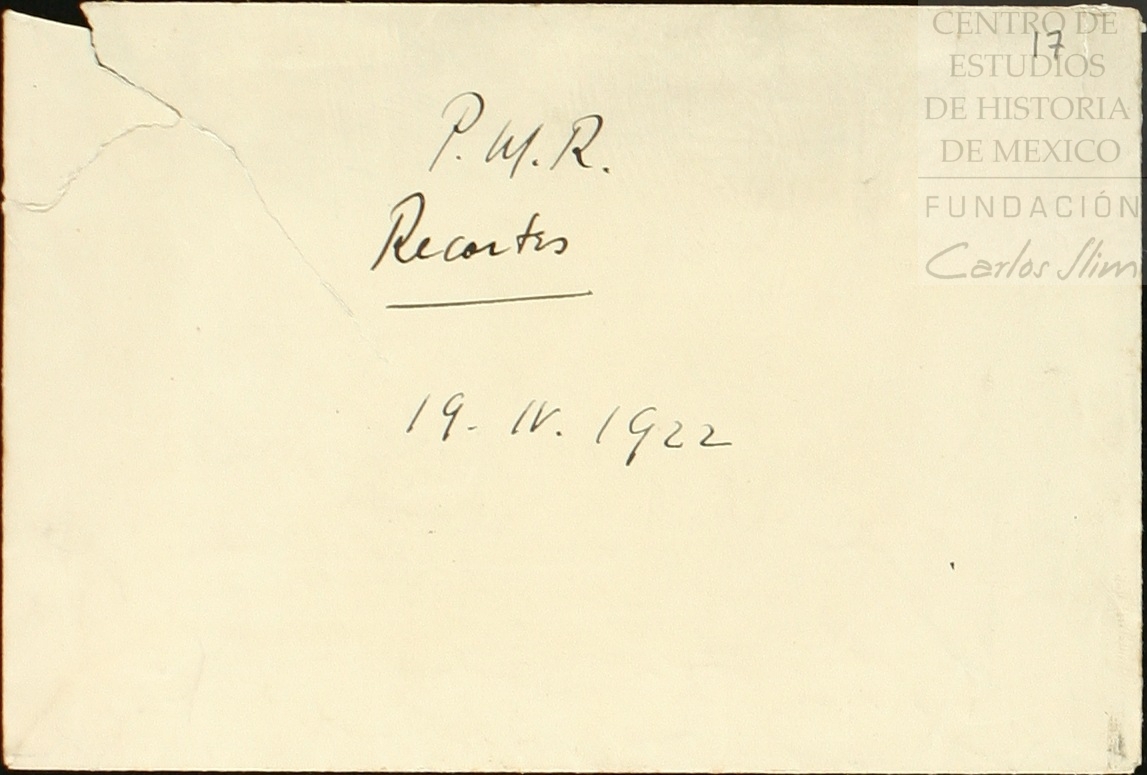 17
CENTRO DE
ESTUDIOS
DE HISTORIA
DE MEXICO
FUNDACIÓN
Carlos Slim
P. M. R.
Recortes
19. IV. 1922